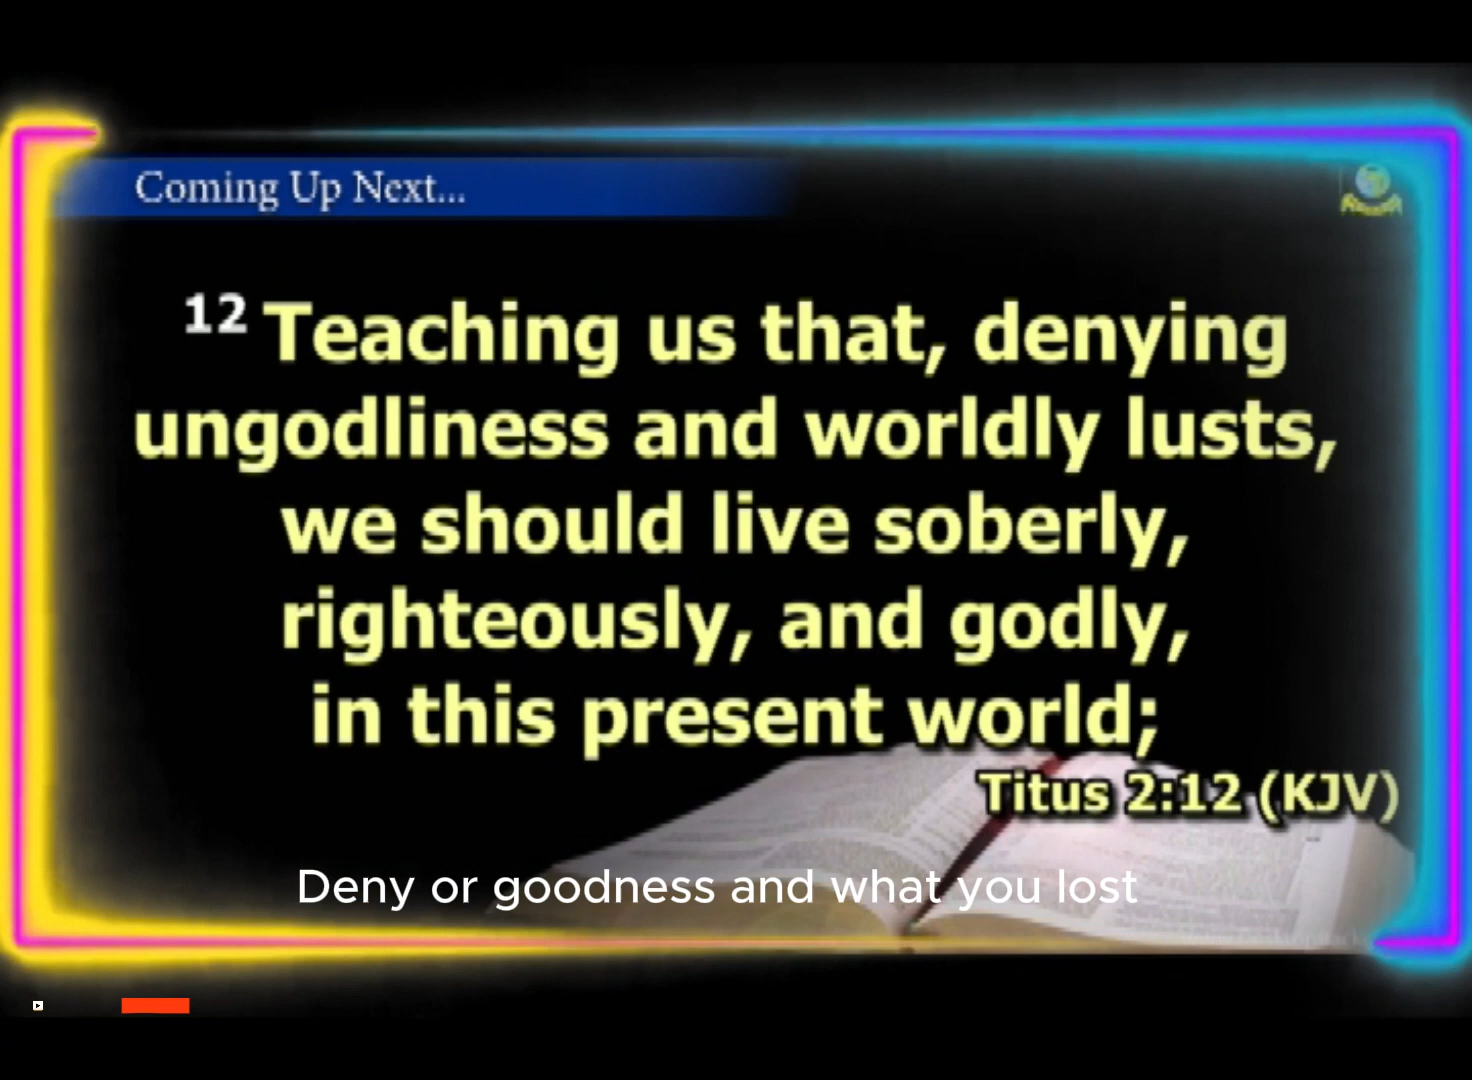 Coming Up Next...
12 Teaching us that, denying
ungodliness and worldly lusts,
we should live soberly,
righteously, and godly,
in this present world;
Titus 2:12 (KJV)
Deny or goodness and what you lost